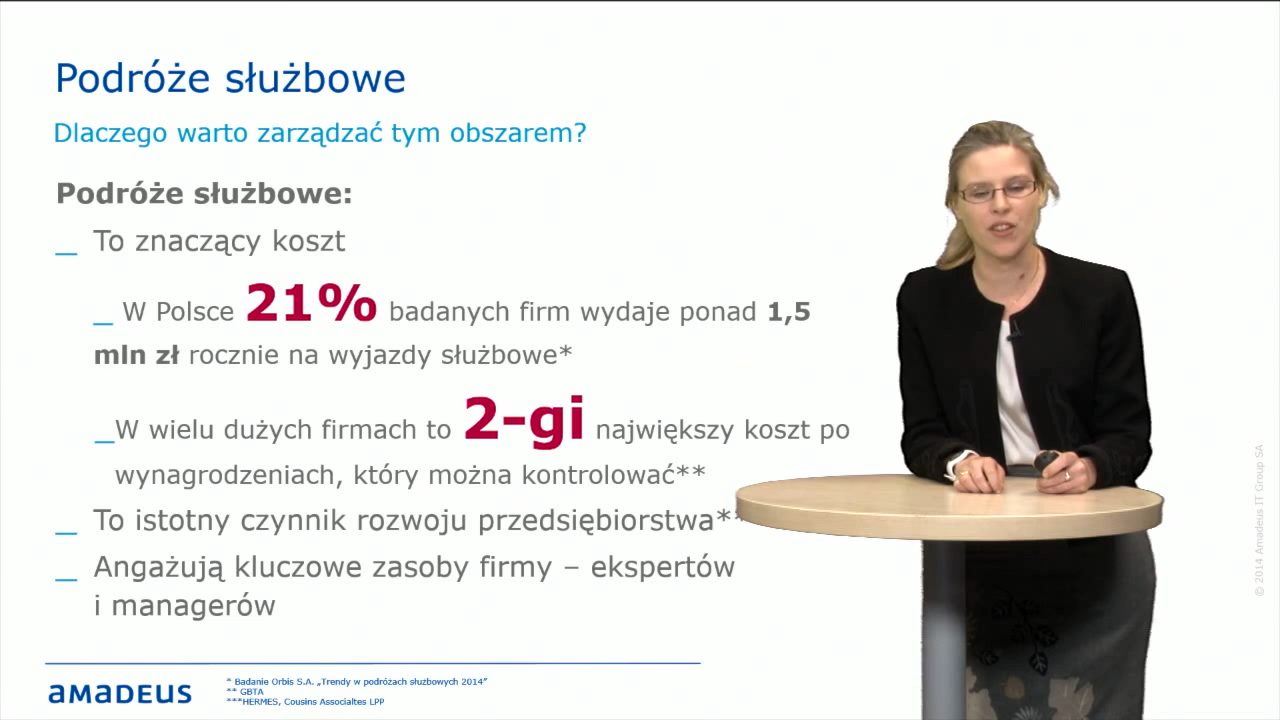 Podróże służbowe
Dlaczego warto zarządzać tym obszarem?
Podróże służbowe:
_ To znaczący koszt
_ W Polsce 21% badanych firm wydaje ponad 1,5
mln zł rocznie na wyjazdy służbowe*
_W wielu dużych firmach to 2-gi największy koszt po
wynagrodzeniach, który można kontrolować**
_ To istotny czynnik rozwoju przedsiębiorstwa**
_ Angażują kluczowe zasoby firmy – ekspertów
i managerów
amadeus
* Badanie Orbis S.A. „Trendy w podróżach służbowych 2014”
** GBTA
***HERMES, Cousins Associaltes LPP
© 2014 Amadeus IT Group SA